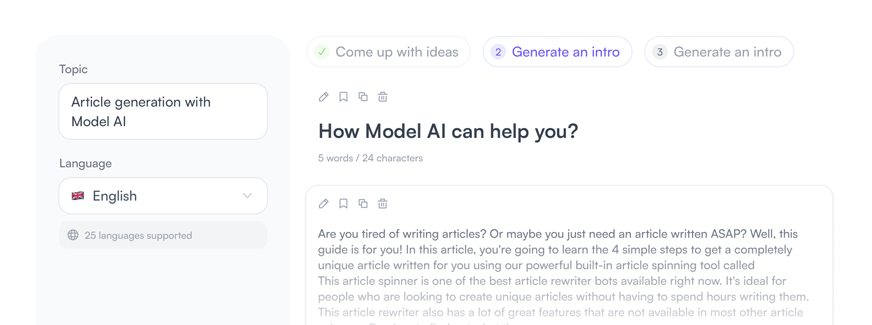 Come up with ideas
2 Generate an intro
3 Generate an intro
Topic
Article generation with
Model AI
Language
English
25 languages supported
How Model AI can help you?
5 words / 24 characters
Are you tired of writing articles? Or maybe you just need an article written ASAP? Well, this
guide is for you! In this article, you're going to learn the 4 simple steps to get a completely
unique article written for you using our powerful built-in article spinning tool called
This article spinner is one of the best article rewriter bots available right now. It's ideal for
people who are looking to create unique articles without having to spend hours writing them.
This article rewriter also has a lot of great features that are not available in most other article